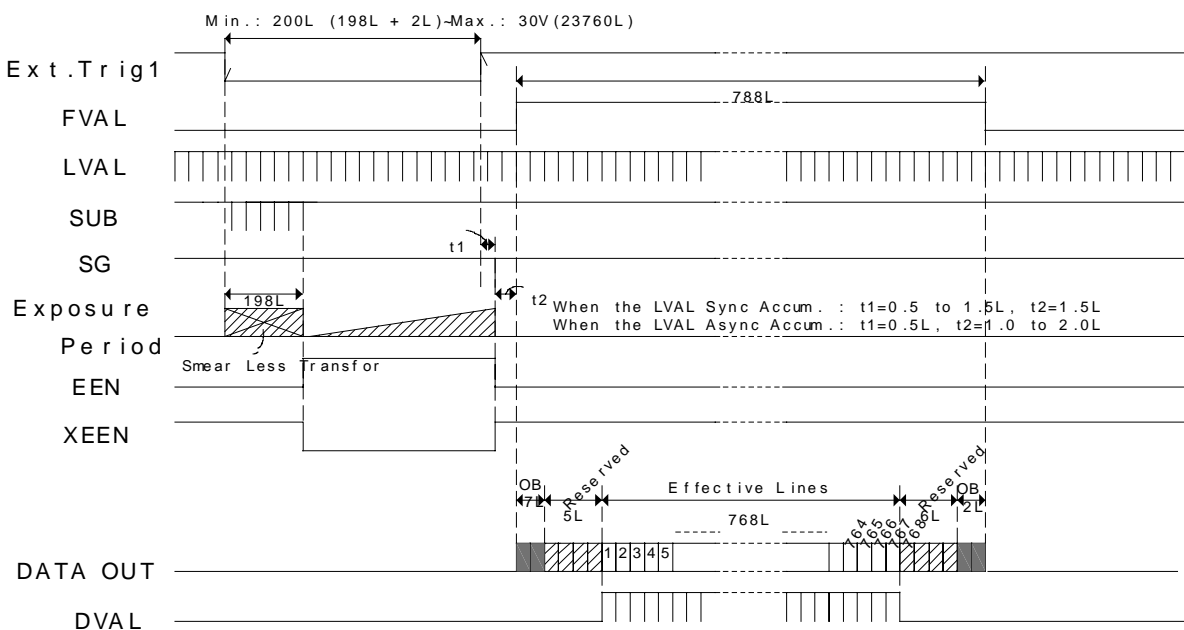 Min.: 200L (198L + 2L)~Max.: 30V(23760L)
Ext.Trig1
788L
FVAL
LVAL
SUB
t1
SG
198L
t2
Exposure
Period
When the LVAL Sync Accum. : t1=0.5 to 1.5L, t2=1.5L
When the LVAL Async Accum.: t1=0.5L, t2=1.0 to 2.0L
Smear Less Transfor
EEN
XEEN
OB
7L
Reserved
5L
Effective Lines
768L
Reserved
6L
OB
2L
1 2 3 4 5
764 765 766 767 768
DATA OUT
DVAL